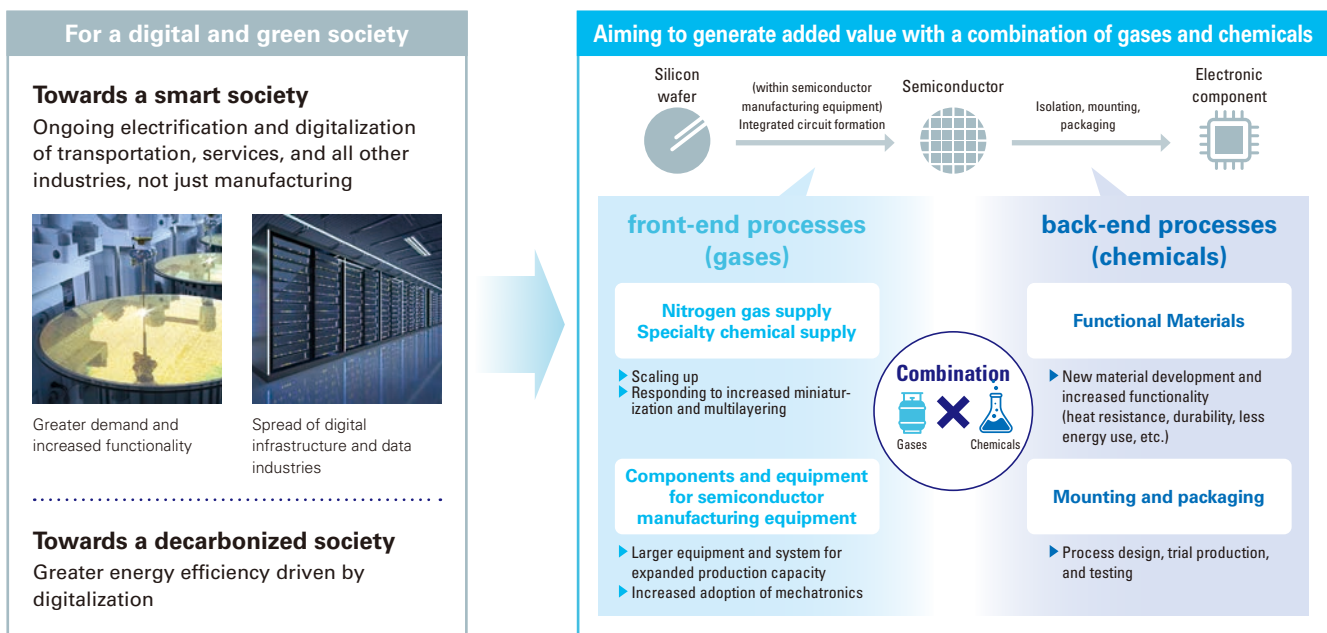 For a digital and green society
Towards a smart society
Ongoing electrification and digitalization
of transportation, services, and all other
industries, not just manufacturing
Greater demand and
increased functionality
Spread of digital
infrastructure and data
industries
Towards a decarbonized society
Greater energy efficiency driven by
digitalization
Aiming to generate added value with a combination of gases and chemicals
Silicon
wafer
(within semiconductor
manufacturing equipment)
Integrated circuit formation
Semiconductor
Isolation, mounting,
packaging
Electronic
component
front-end processes
(gases)
Nitrogen gas supply
Specialty chemical supply
Scaling up
Responding to increased miniatur-
ization and multilayering
Components and equipment
for semiconductor
manufacturing equipment
Larger equipment and system for
expanded production capacity
Increased adoption of mechatronics
Combination
Gases
Chemicals
back-end processes
(chemicals)
Functional Materials
New material development and
increased functionality
(heat resistance, durability, less
energy use, etc.)
Mounting and packaging
Process design, trial production,
and testing